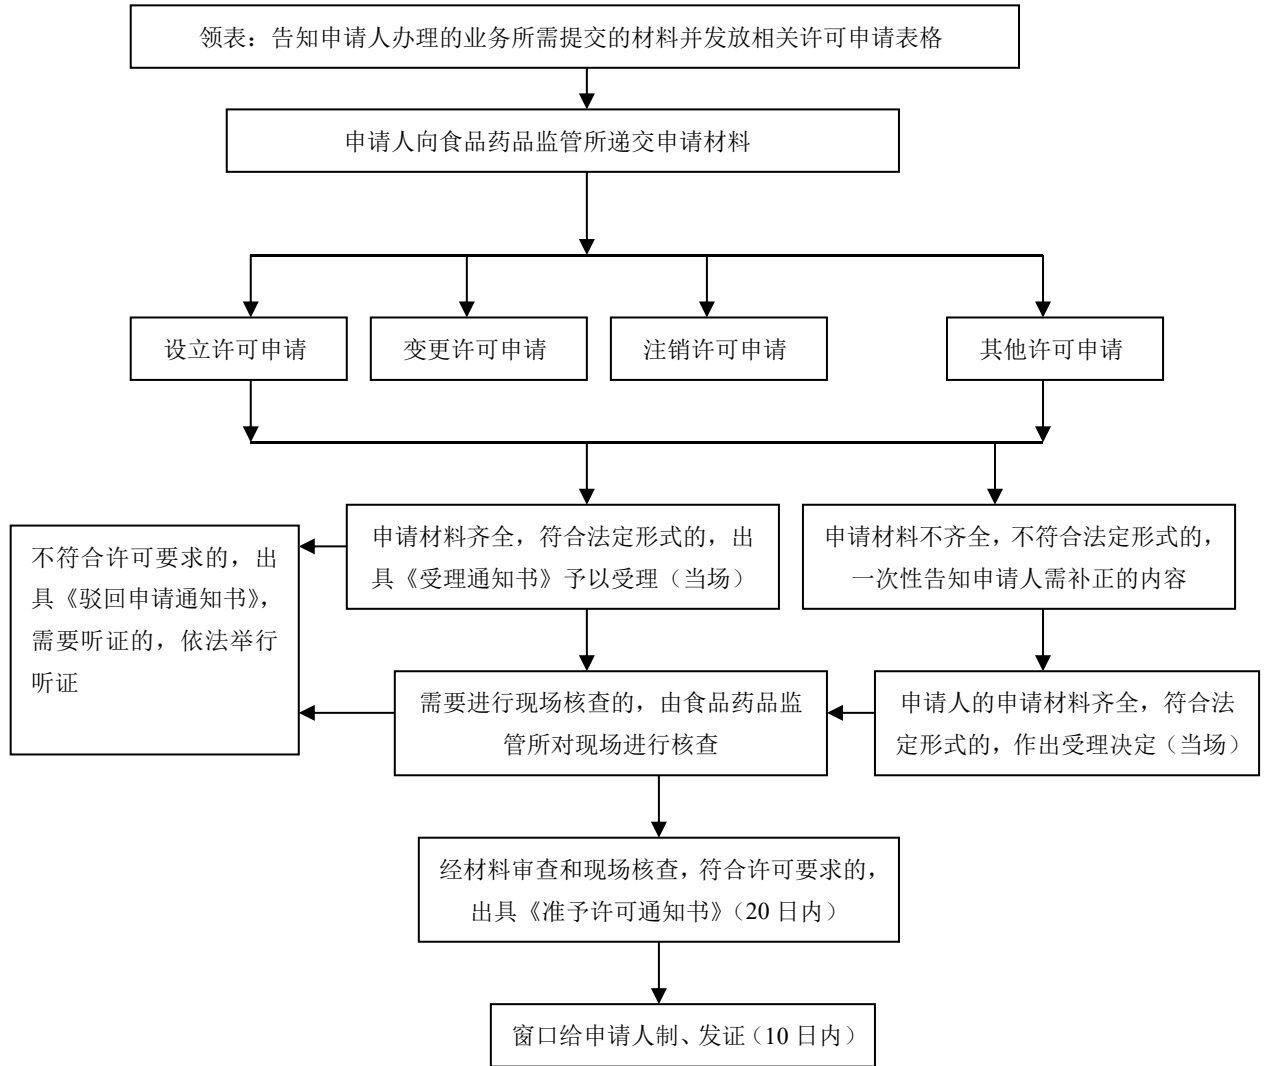 领表：告知申请人办理的业务所需提交的材料并发放相关许可申请表格
申请人向食品药品监管所递交申请材料
设立许可申请
变更许可申请
注销许可申请
其他许可申请
不符合许可要求的，出
具《驳回申请通知书》，
需要听证的，依法举行
听证
申请材料齐全，符合法定形式的，出
具《受理通知书》予以受理（当场）
申请材料不齐全，不符合法定形式的，
一次性告知申请人需补正的内容
需要进行现场核查的，由食品药品监
管所对现场进行核查
申请人的申请材料齐全，符合法
定形式的，作出受理决定（当场）
经材料审查和现场核查，符合许可要求的，
出具《准予许可通知书》（20 日内）
窗口给申请人制、发证（10 日内）